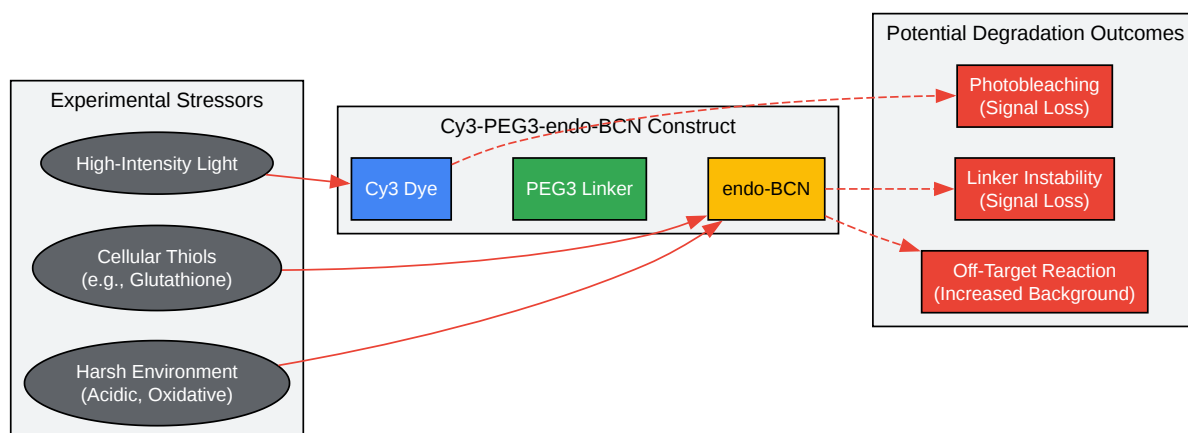 Experimental Stressors
High-Intensity Light
Cellular Thiols
(e.g., Glutathione)
Harsh Environment
(Acidic, Oxidative)
Cy3-PEG3-endo-BCN Construct
Cy3 Dye
PEG3 Linker
endo-BCN
Potential Degradation Outcomes
Photobleaching
(Signal Loss)
Linker Instability
(Signal Loss)
Off-Target Reaction
(Increased Background)